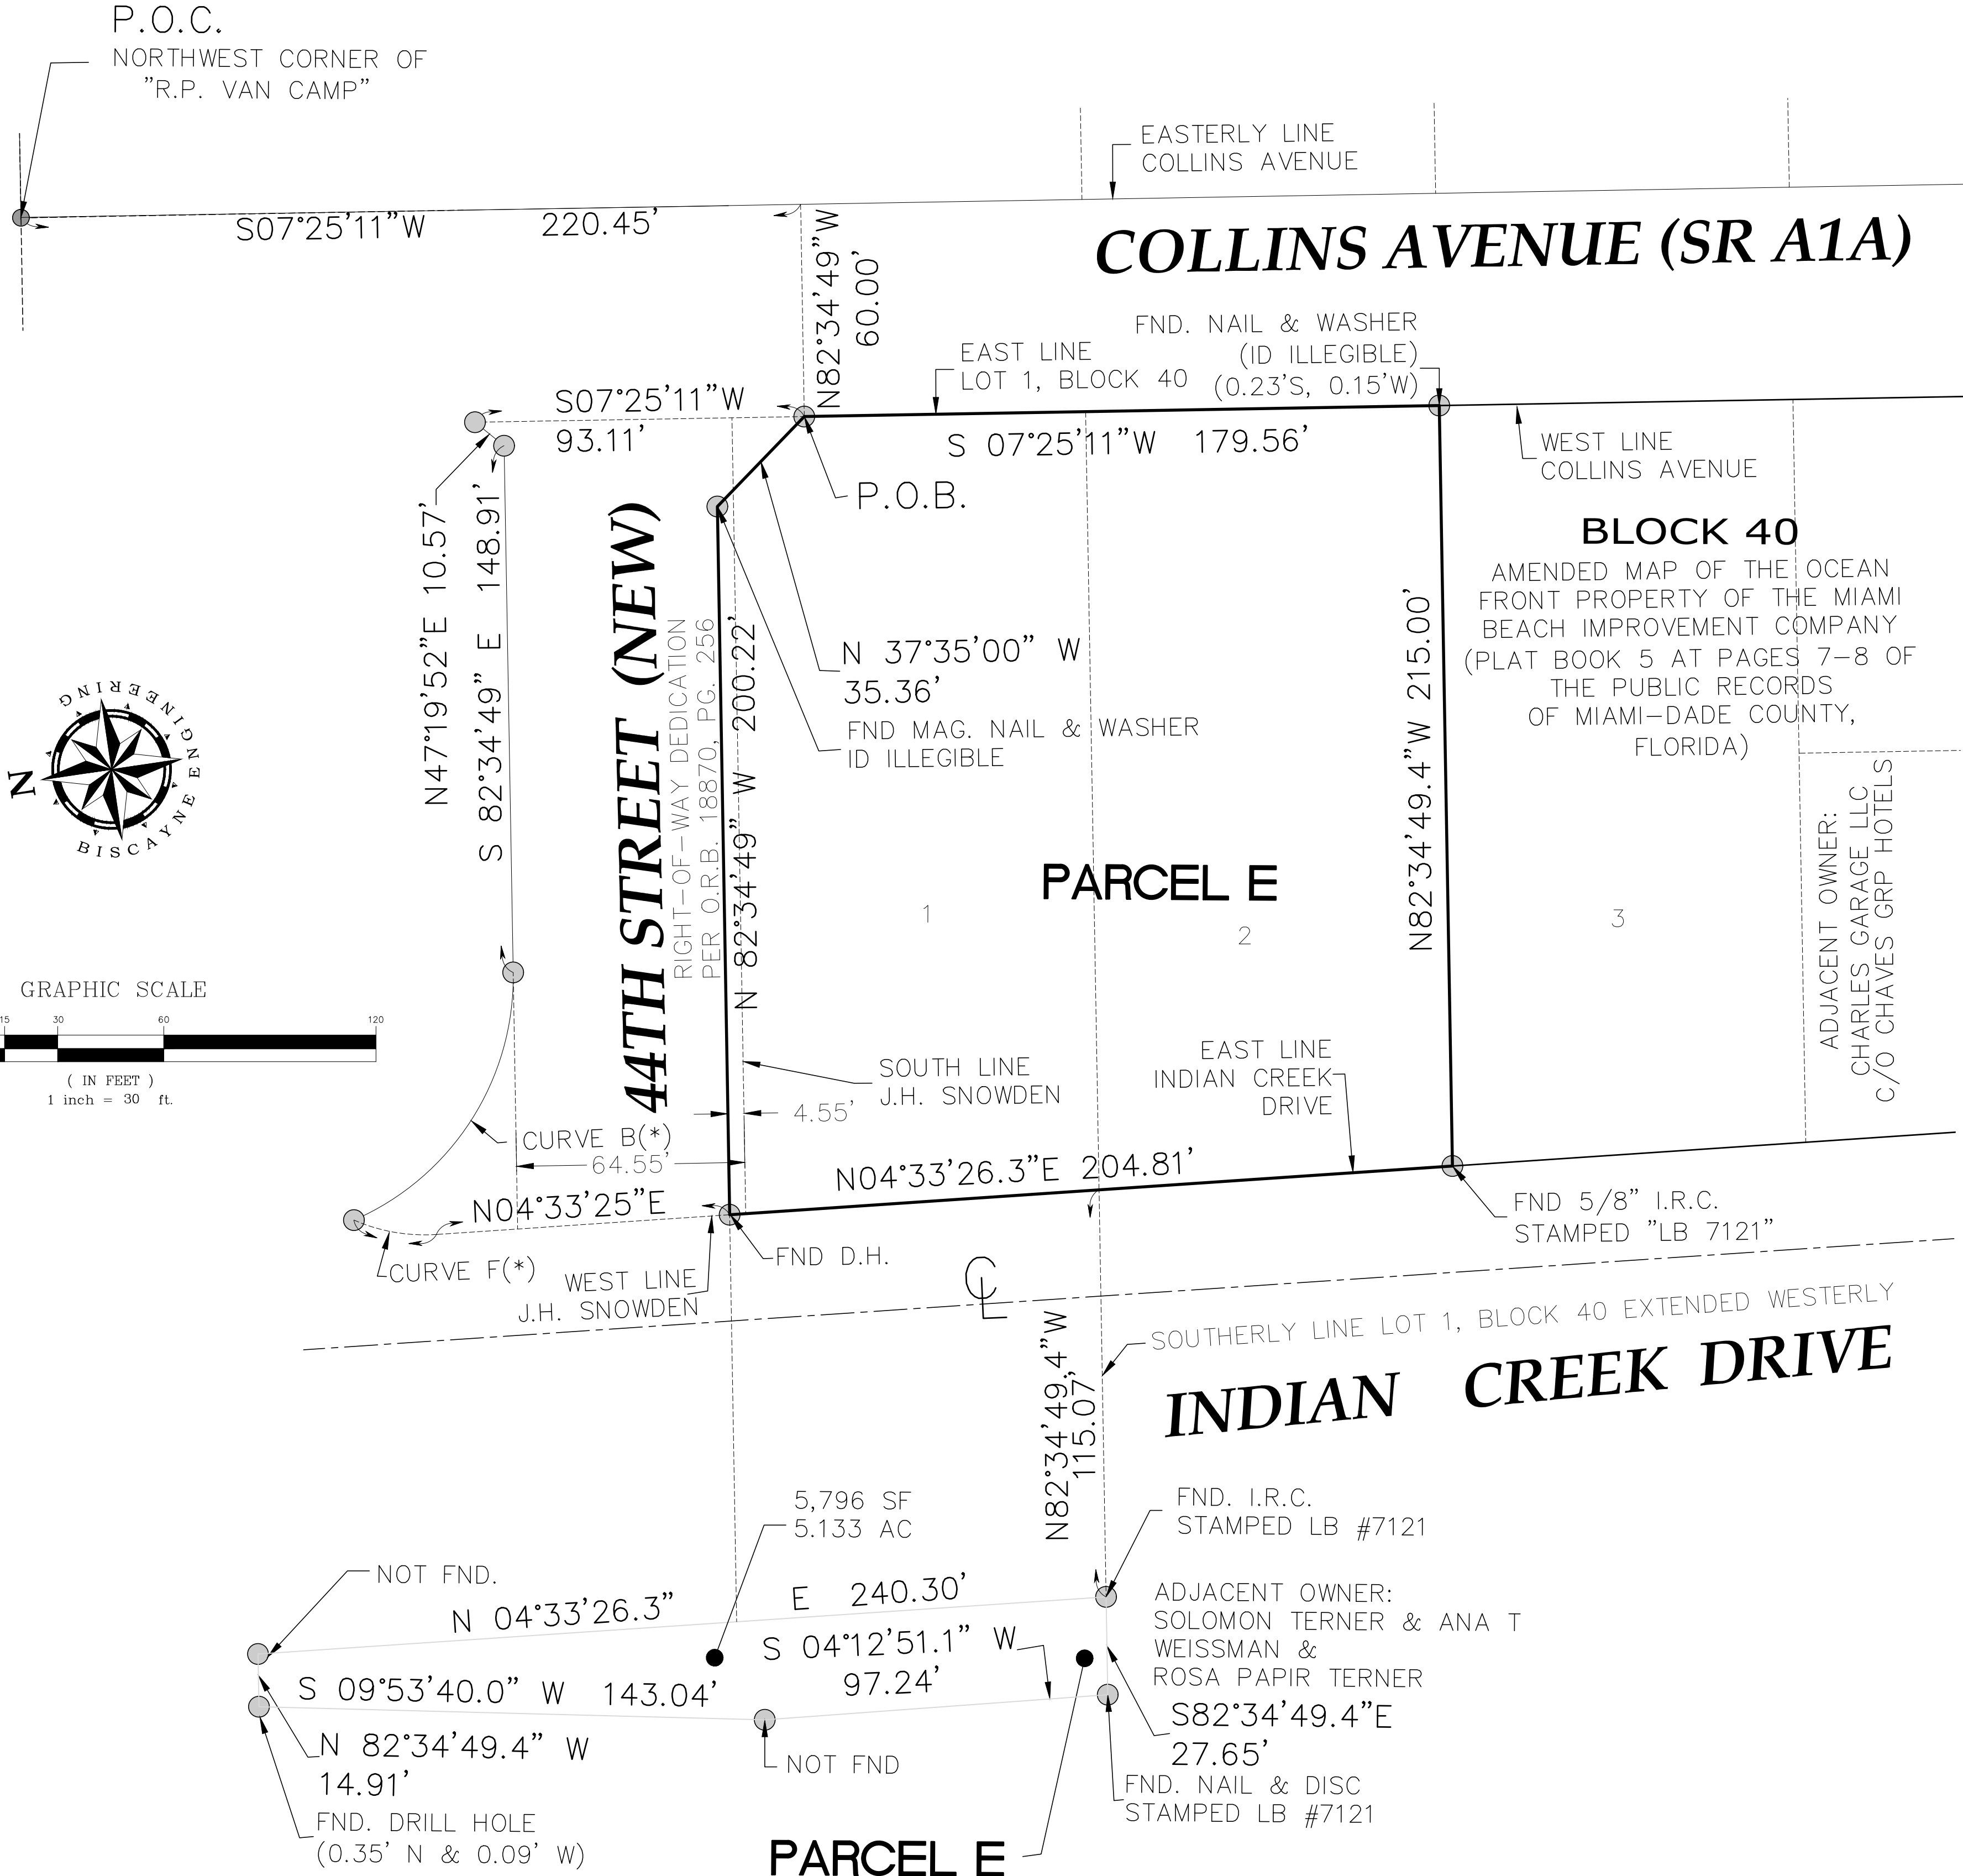 P.O.C.
NORTHWEST CORNER OF
"R.P. VAN CAMP"
EASTERLY LINE
COLLINS AVENUE
S07°25'11"W 220.45'
N82°34'49"W
60.00'
COLLINS AVENUE (SR A1A)
FND. NAIL & WASHER
(ID ILLEGIBLE)
(0.23'S, 0.15'W)
EAST LINE
LOT 1, BLOCK 40
S07°25'11"W
93.11'
S 07°25'11"W 179.56'
WEST LINE
COLLINS AVENUE
P.O.B.
N47°19'52"E 10.57'
S 82°34'49" E 148.91'
44TH STREET (NEW)
RIGHT-OF-WAY DEDICATION
PER O.R.B. 18870, PG. 256
N 82°34'49" W 200.22'
N 37°35'00" W
35.36'
FND MAG. NAIL & WASHER
ID ILLEGIBLE
N82°34'49.4"W 215.00'
BLOCK 40
AMENDED MAP OF THE OCEAN
FRONT PROPERTY OF THE MIAMI
BEACH IMPROVEMENT COMPANY
(PLAT BOOK 5 AT PAGES 7-8 OF
THE PUBLIC RECORDS
OF MIAMI-DADE COUNTY,
FLORIDA)
N
BISCAYNE ENGINEERING
PARCEL E
1
2
3
ADJACENT OWNER:
CHARLES GARAGE LLC
C/O CHAVES GRP HOTELS
GRAPHIC SCALE
15 30 60 120
( IN FEET )
1 inch = 30 ft.
SOUTH LINE
J.H. SNOWDEN
4.55'
EAST LINE
INDIAN CREEK
DRIVE
CURVE B(*)
64.55'
N04°33'26.3"E 204.81'
N04°33'25"E
FND 5/8" I.R.C.
STAMPED "LB 7121"
CURVE F(*)
WEST LINE
J.H. SNOWDEN
FND D.H.
CL
N82°34'49.4"W
115.07'
SOUTHERLY LINE LOT 1, BLOCK 40 EXTENDED WESTERLY
INDIAN CREEK DRIVE
5,796 SF
5.133 AC
FND. I.R.C.
STAMPED LB #7121
NOT FND.
N 04°33'26.3" E 240.30'
S 04°12'51.1" W
97.24'
ADJACENT OWNER:
SOLOMON TERNER & ANA T
WEISSMAN &
ROSA PAPIR TERNER
S 09°53'40.0" W 143.04'
S82°34'49.4"E
27.65'
N 82°34'49.4" W
14.91'
NOT FND
FND. NAIL & DISC
STAMPED LB #7121
FND. DRILL HOLE
(0.35' N & 0.09' W)
PARCEL E